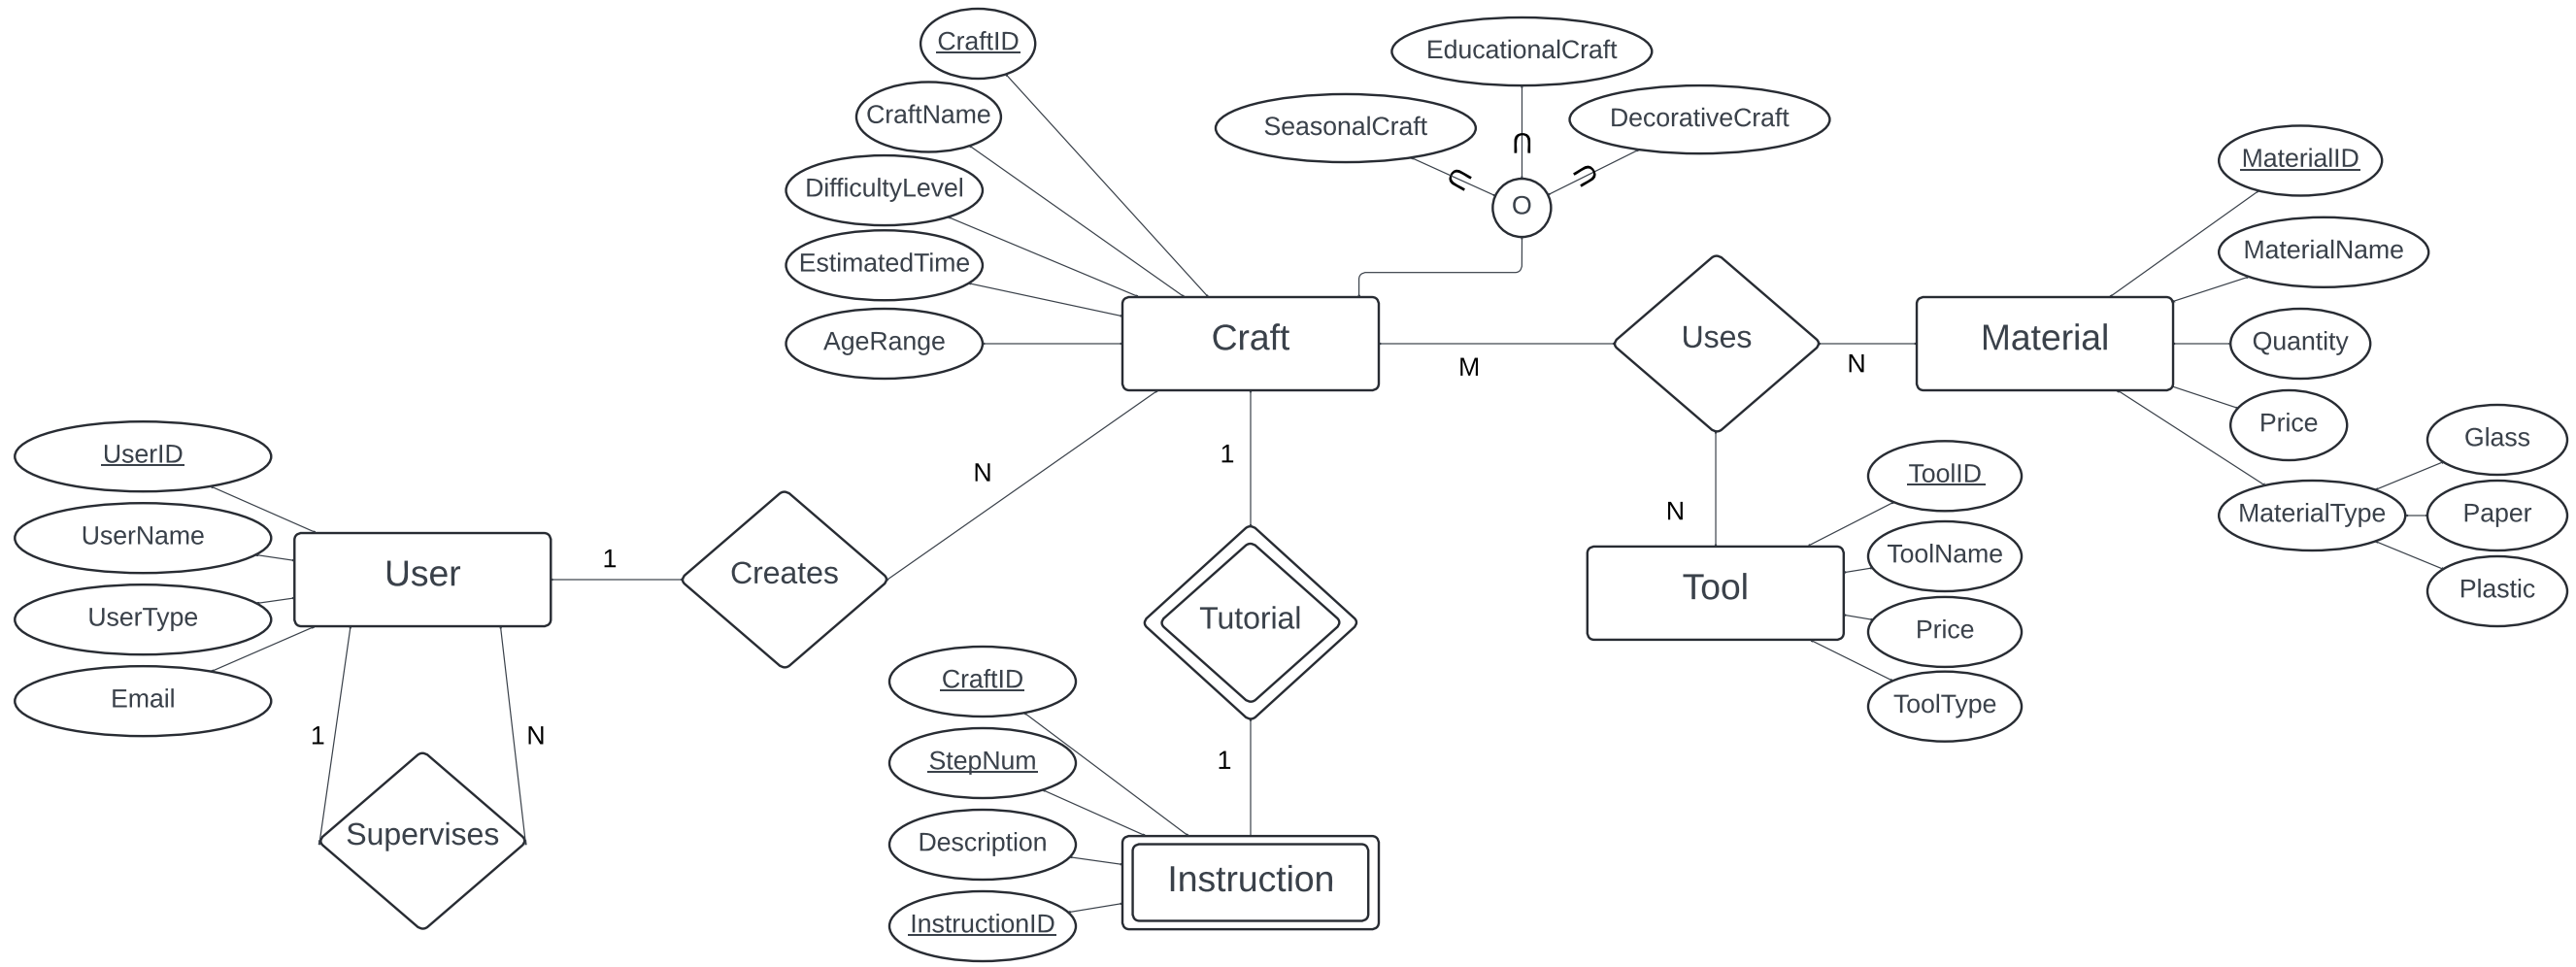 CraftID
CraftName
DifficultyLevel
EstimatedTime
AgeRange
EducationalCraft
SeasonalCraft
DecorativeCraft
O
Craft
M
Uses
N
Material
MaterialID
MaterialName
Quantity
Price
MaterialType
Glass
Paper
Plastic
UserID
UserName
UserType
Email
User
1
Creates
N
1
N
Supervises
1
Tutorial
1
CraftID
StepNum
Description
InstructionID
Instruction
N
Tool
ToolID
ToolName
Price
ToolType